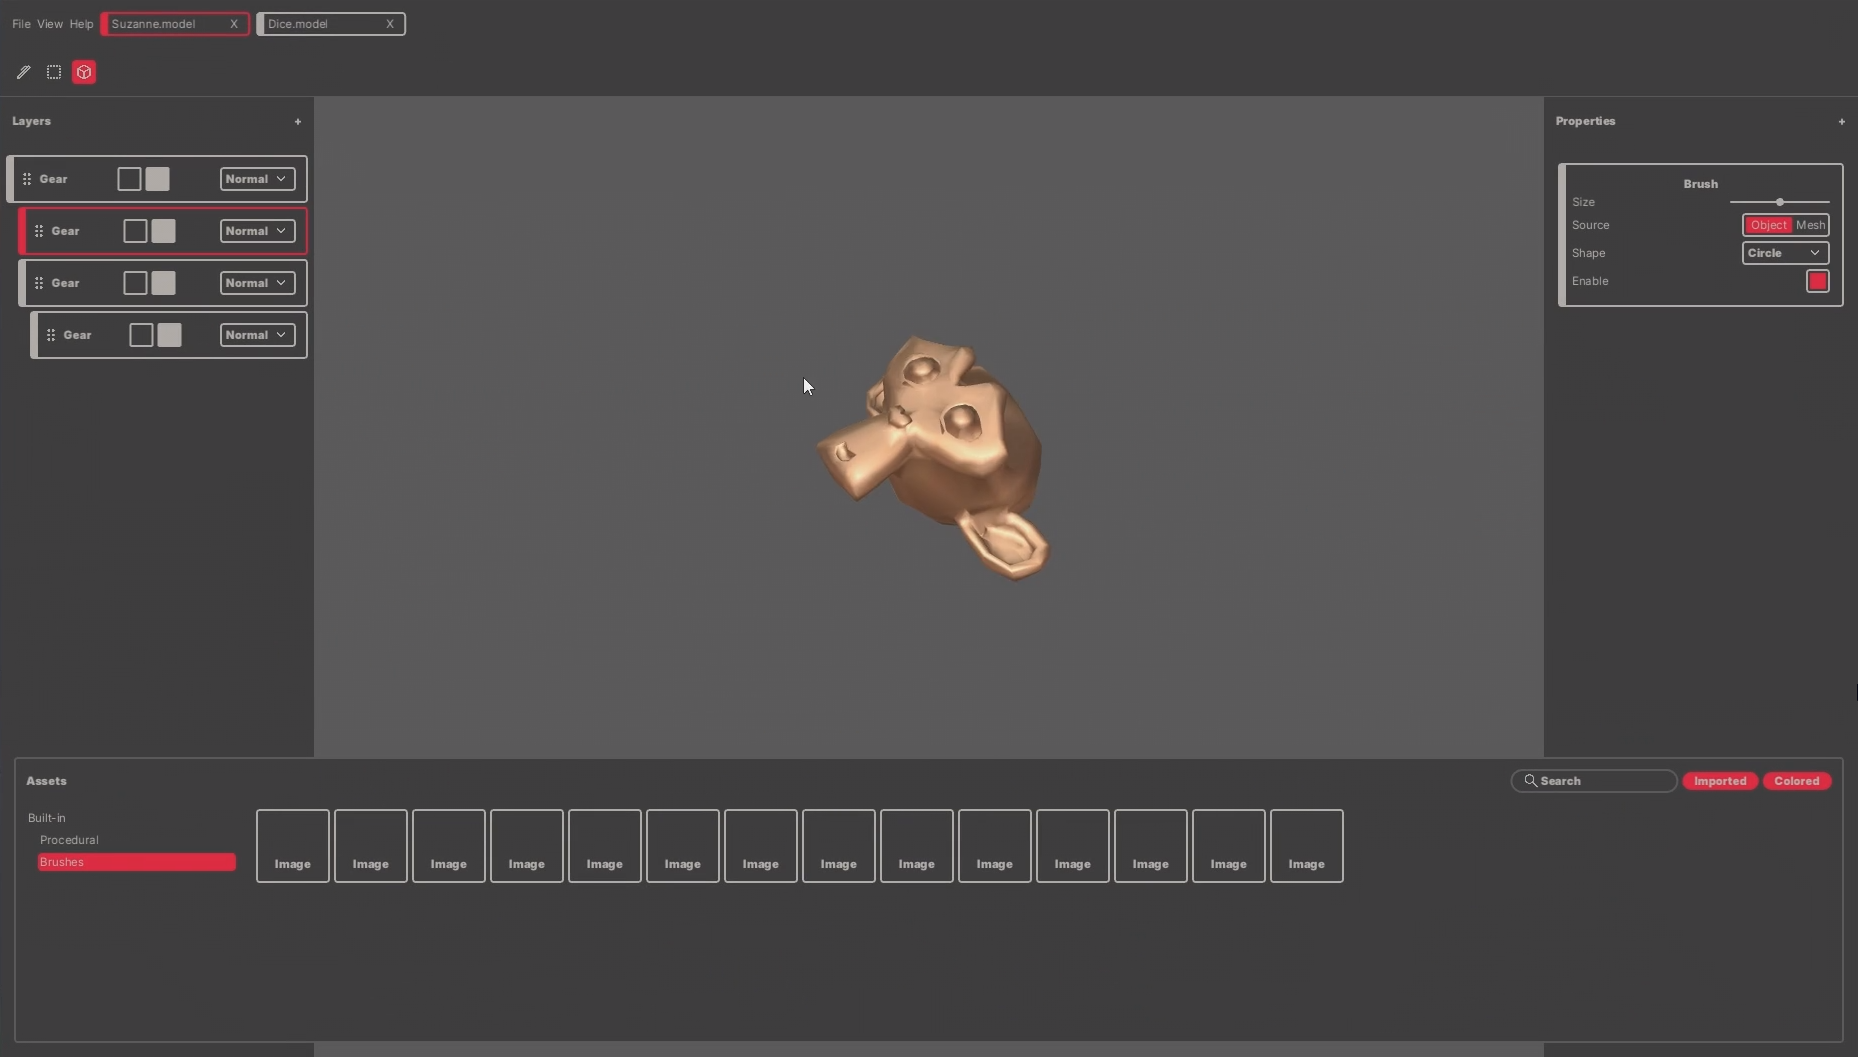 File View Help Suzanne.model X Dice.model X
Layers +
Gear Normal
Gear Normal
Gear Normal
Gear Normal
Properties +
Brush
Size
Source Object Mesh
Shape Circle
Enable
Assets Search Imported Colored
Built-in
Procedural
Brushes
Image Image Image Image Image Image Image Image Image Image Image Image Image Image